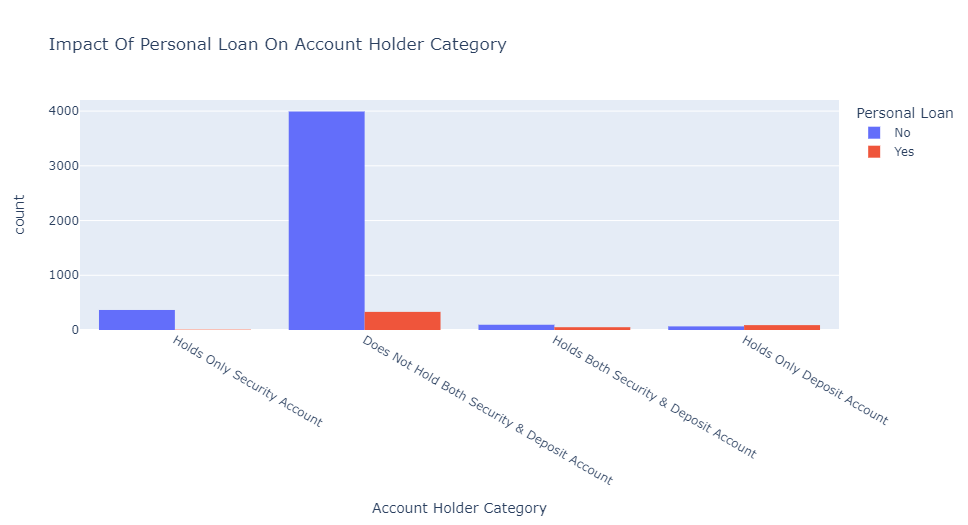 Impact Of Personal Loan On Account Holder Category
Personal Loan
No
Yes
count
4000
3000
2000
1000
0
Holds Only Security Account
Does Not Hold Both Security & Deposit Account
Holds Both Security & Deposit Account
Holds Only Deposit Account
Account Holder Category